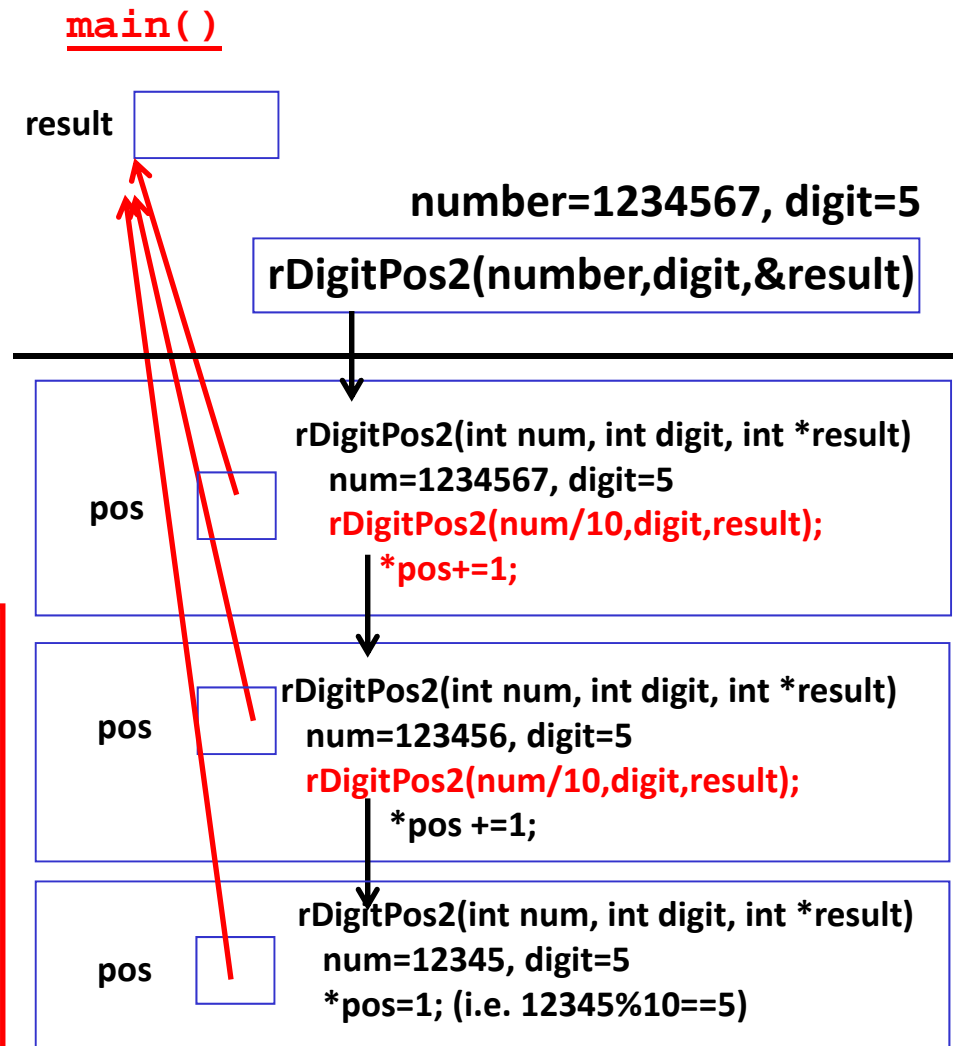 main()
result
number=1234567, digit=5
rDigitPos2(number,digit,&result)
rDigitPos2(int num, int digit, int *result)
num=1234567, digit=5
pos
rDigitPos2(num/10,digit,result);
*pos+=1;
rDigitPos2(int num, int digit, int *result)
pos
num=123456, digit=5
rDigitPos2(num/10,digit,result);
*pos +=1;
rDigitPos2(int num, int digit, int *result)
pos
num=12345, digit=5
*pos=1; (i.e. 12345%10==5)